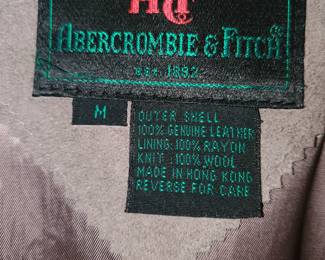 AF
ABERCROMBIE & FITCH
EST. 1892
M
OUTER SHELL
100% GENUINE LEATHER
LINING: 100% RAYON
KNIT: 100% WOOL
MADE IN HONG KONG
REVERSE FOR CARE